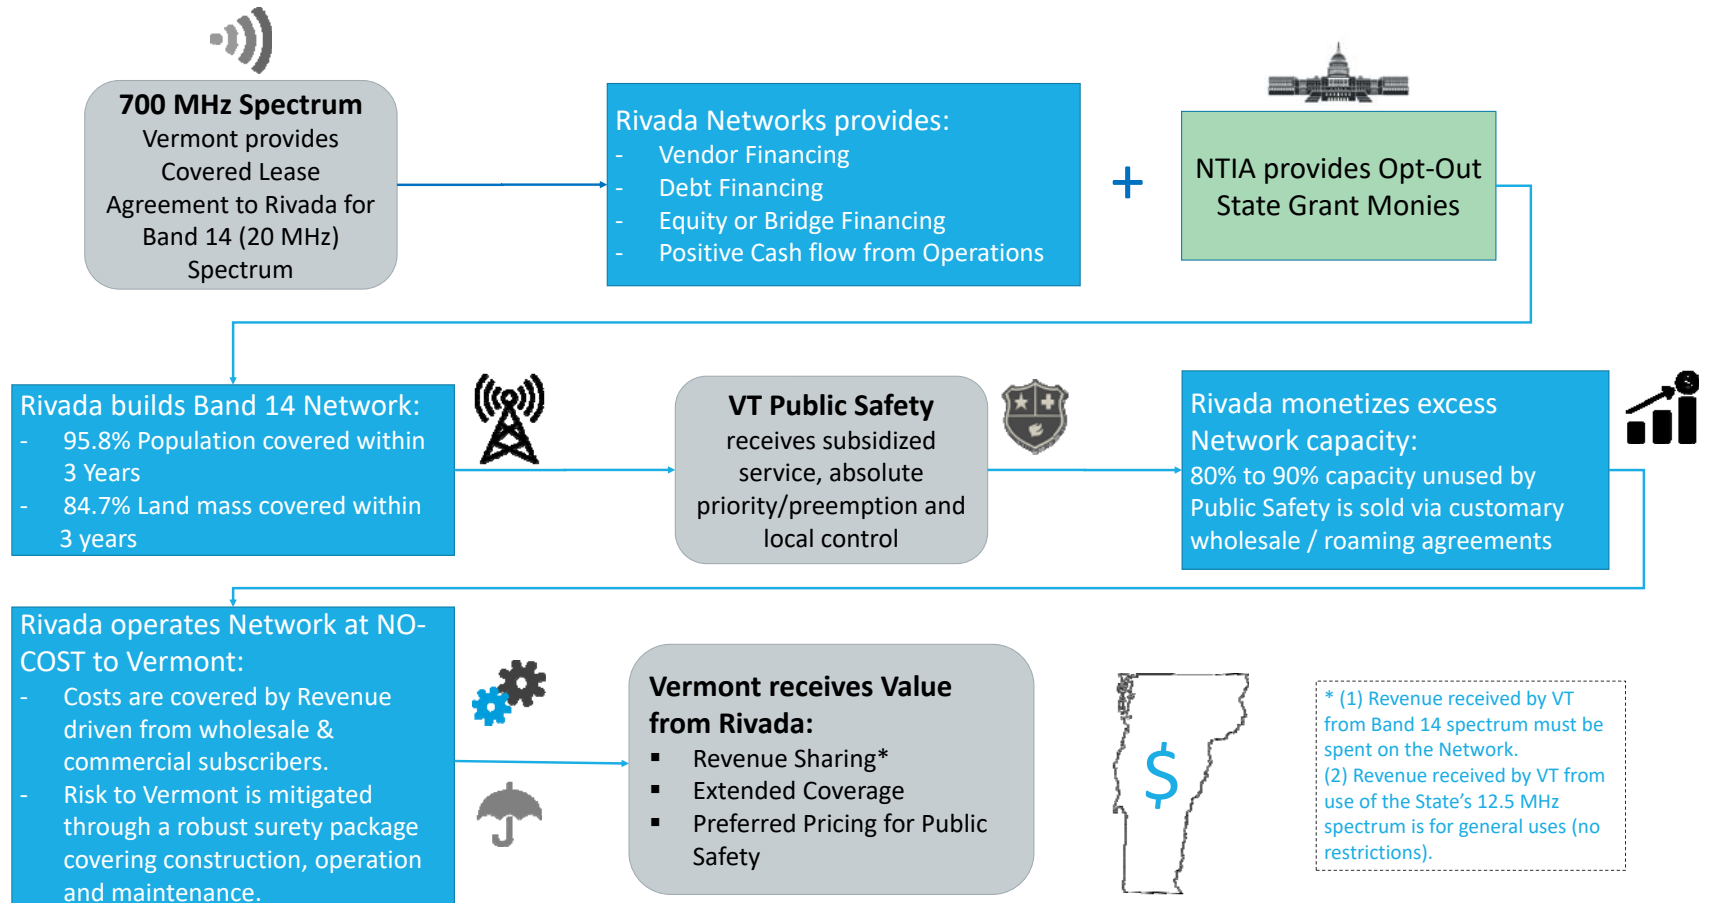 700 MHz Spectrum
Vermont provides
Covered Lease
Agreement to Rivada for
Band 14 (20 MHz)
Spectrum
Rivada Networks provides:
- Vendor Financing
- Debt Financing
- Equity or Bridge Financing
- Positive Cash flow from Operations
+
NTIA provides Opt-Out
State Grant Monies
Rivada builds Band 14 Network:
- 95.8% Population covered within
3 Years
- 84.7% Land mass covered within
3 years
VT Public Safety
receives subsidized
service, absolute
priority/preemption and
local control
Rivada monetizes excess
Network capacity:
80% to 90% capacity unused by
Public Safety is sold via customary
wholesale / roaming agreements
Rivada operates Network at NO-
COST to Vermont:
- Costs are covered by Revenue
driven from wholesale &
commercial subscribers.
- Risk to Vermont is mitigated
through a robust surety package
covering construction, operation
and maintenance.
Vermont receives Value
from Rivada:
▪ Revenue Sharing*
▪ Extended Coverage
▪ Preferred Pricing for Public
Safety
$
* (1) Revenue received by VT
from Band 14 spectrum must be
spent on the Network.
(2) Revenue received by VT from
use of the State's 12.5 MHz
spectrum is for general uses (no
restrictions).